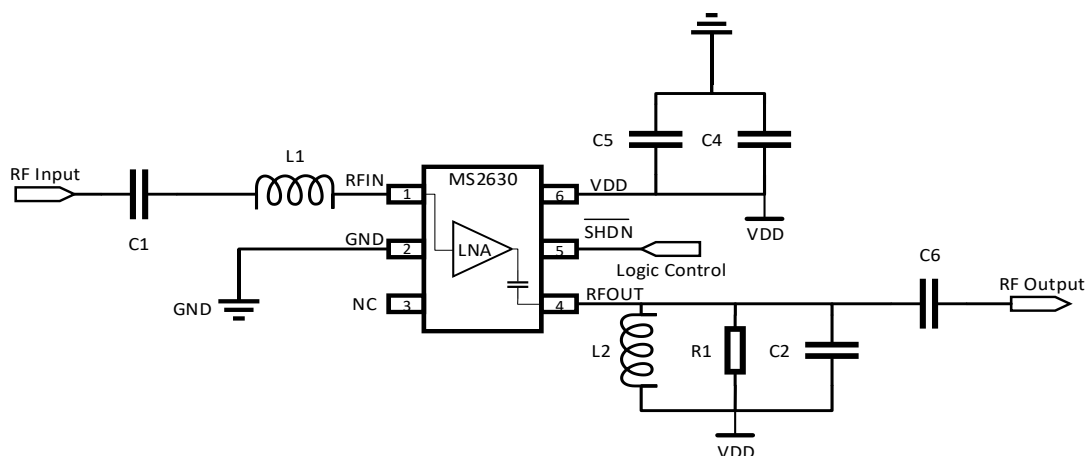 C5
C4
RF Input
L1
RFIN
MS2630
VDD
1
6
C1
SHDN
VDD
GND
2
LNA
5
Logic Control
C6
RFOUT
RF Output
NC
3
4
GND
L2
R1
C2
VDD